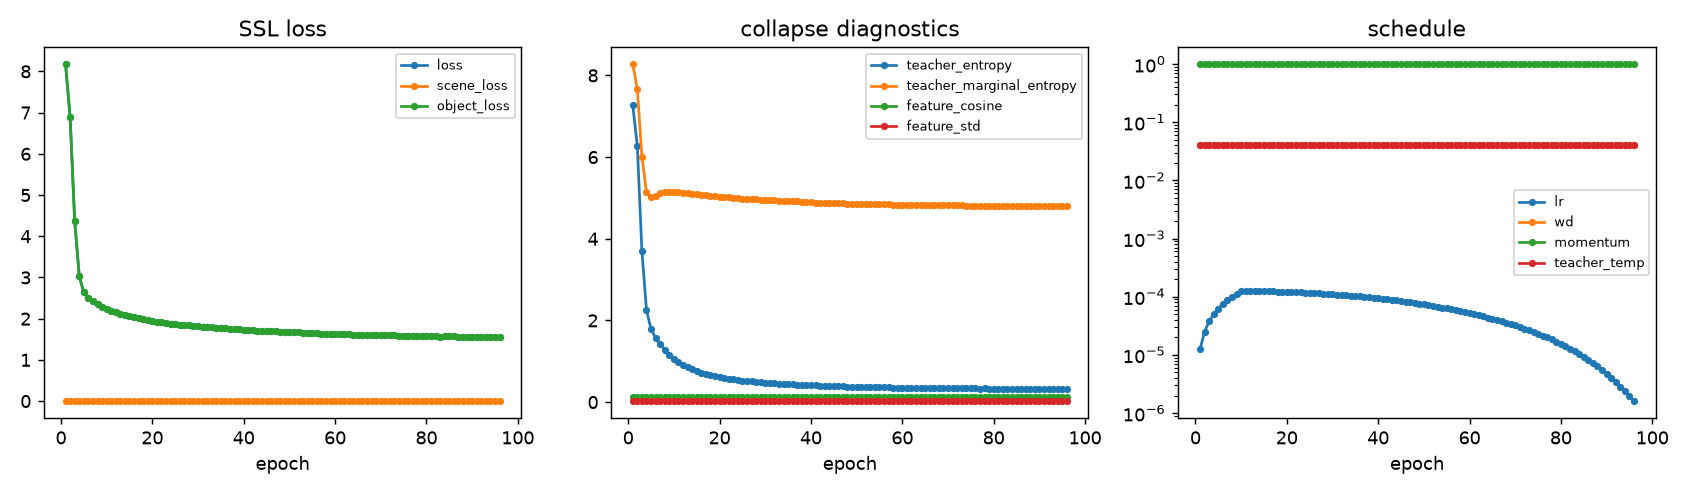 SSL loss
loss
scene_loss
object_loss
8
7
6
5
4
3
2
1
0
0 20 40 60 80 100
epoch
collapse diagnostics
teacher_entropy
teacher_marginal_entropy
feature_cosine
feature_std
8
6
4
2
0
0 20 40 60 80 100
epoch
schedule
lr
wd
momentum
teacher_temp
10⁰
10⁻¹
10⁻²
10⁻³
10⁻⁴
10⁻⁵
10⁻⁶
0 20 40 60 80 100
epoch